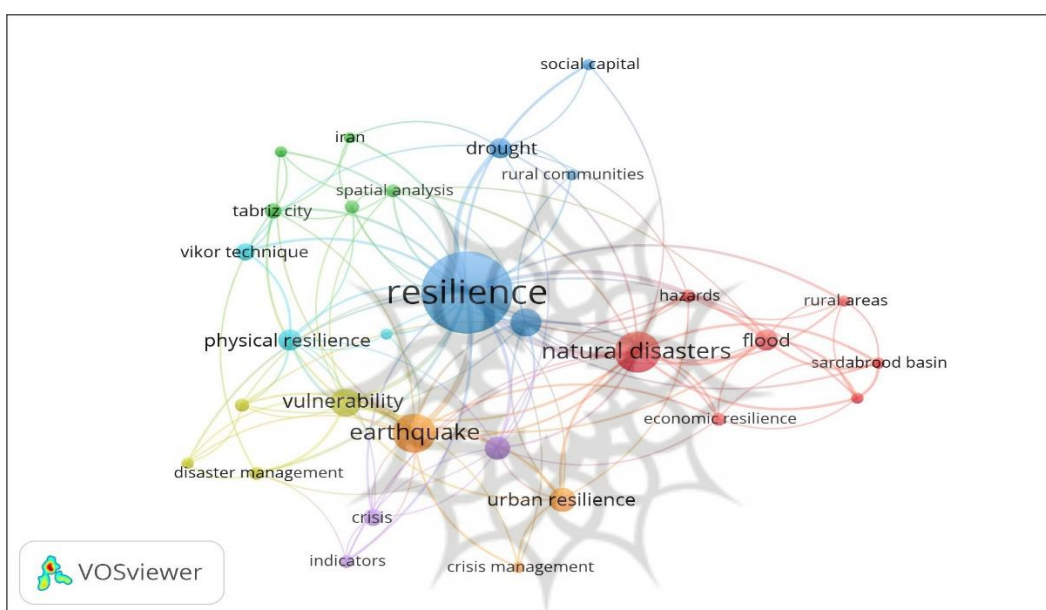 social capital
iran
drought
rural communities
spatial analysis
tabriz city
vikor technique
resilience
hazards
rural areas
physical resilience
natural disasters
flood
sardabrood basin
vulnerability
economic resilience
earthquake
disaster management
urban resilience
crisis
indicators
crisis management
VOSviewer